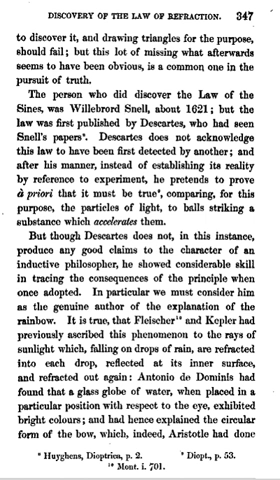 DISCOVERY OF THE LAW OF REFRACTION. 347
to discover it, and drawing triangles for the purpose,
should fail; but this lot of missing what afterwards
seems to have been obvious, is a common one in the
pursuit of truth.
The person who did discover the Law of the
Sines, was Willebrord Snell, about 1621; but the
law was first published by Descartes, who had seen
Snell's papers⁸. Descartes does not acknowledge
this law to have been first detected by another; and
after his manner, instead of establishing its reality
by reference to experiment, he pretends to prove
à priori that it must be true⁹, comparing, for this
purpose, the particles of light, to balls striking a
substance which accelerates them.
But though Descartes does not, in this instance,
produce any good claims to the character of an
inductive philosopher, he showed considerable skill
in tracing the consequences of the principle when
once adopted. In particular we must consider him
as the genuine author of the explanation of the
rainbow. It is true, that Fleischer¹⁰ and Kepler had
previously ascribed this phenomenon to the rays of
sunlight which, falling on drops of rain, are refracted
into each drop, reflected at its inner surface,
and refracted out again: Antonio de Dominis had
found that a glass globe of water, when placed in a
particular position with respect to the eye, exhibited
bright colours; and had hence explained the circular
form of the bow, which, indeed, Aristotle had done
⁸ Huyghens, Dioptrica, p. 2. ⁹ Diopt., p. 53.
¹⁰ Mont. i. 701.